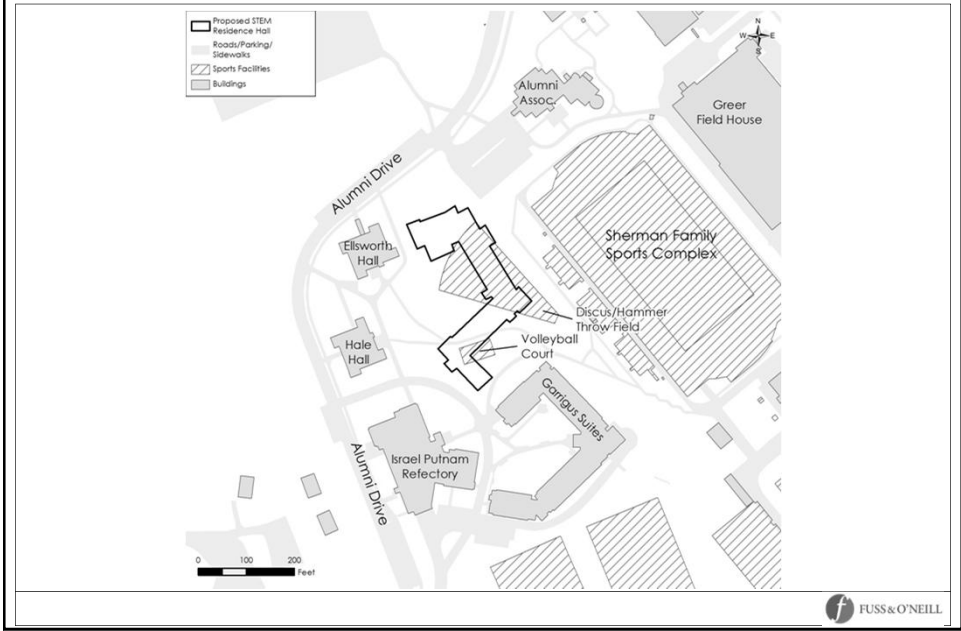 Proposed STEM
Residence Hall
Roads/Parking/
Sidewalks
Sports Facilities
Buildings
N
W E
S
Alumni
Assoc.
Greer
Field House
Alumni Drive
Ellsworth
Hall
Sherman Family
Sports Complex
Discus/Hammer
Throw Field
Volleyball
Court
Hale
Hall
Garrigus Suites
Israel Putnam
Refectory
Alumni Drive
0 100 200
Feet
f FUSS & O'NEILL